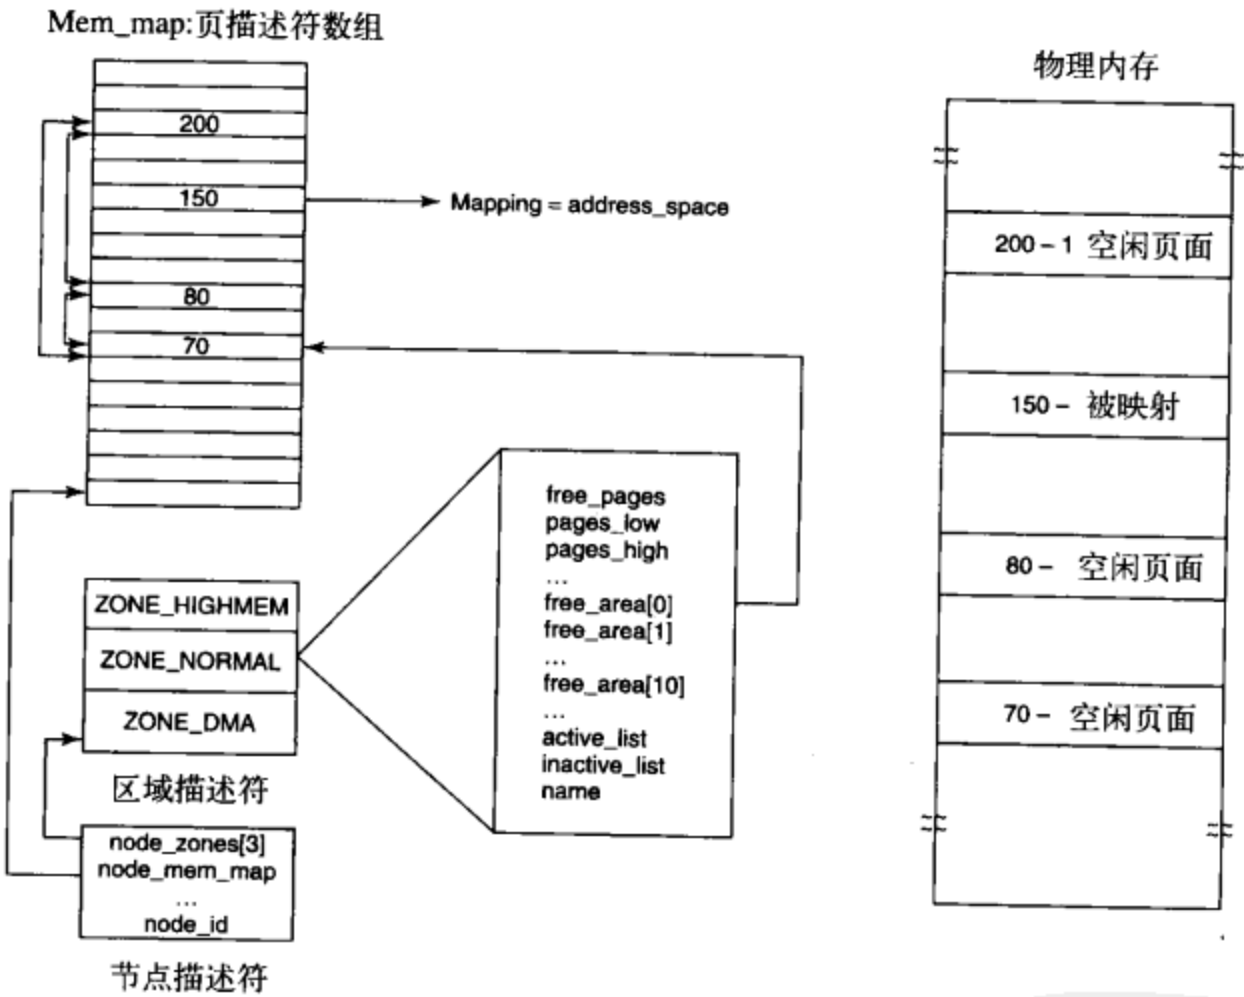 Mem_map:页描述符数组
200
150
80
70
Mapping = address_space
ZONE_HIGHMEM
ZONE_NORMAL
ZONE_DMA
区域描述符
node_zones[3]
node_mem_map
...
node_id
节点描述符
free_pages
pages_low
pages_high
...
free_area[0]
free_area[1]
...
free_area[10]
...
active_list
inactive_list
name
物理内存
200 – 1 空闲页面
150 – 被映射
80 – 空闲页面
70 – 空闲页面